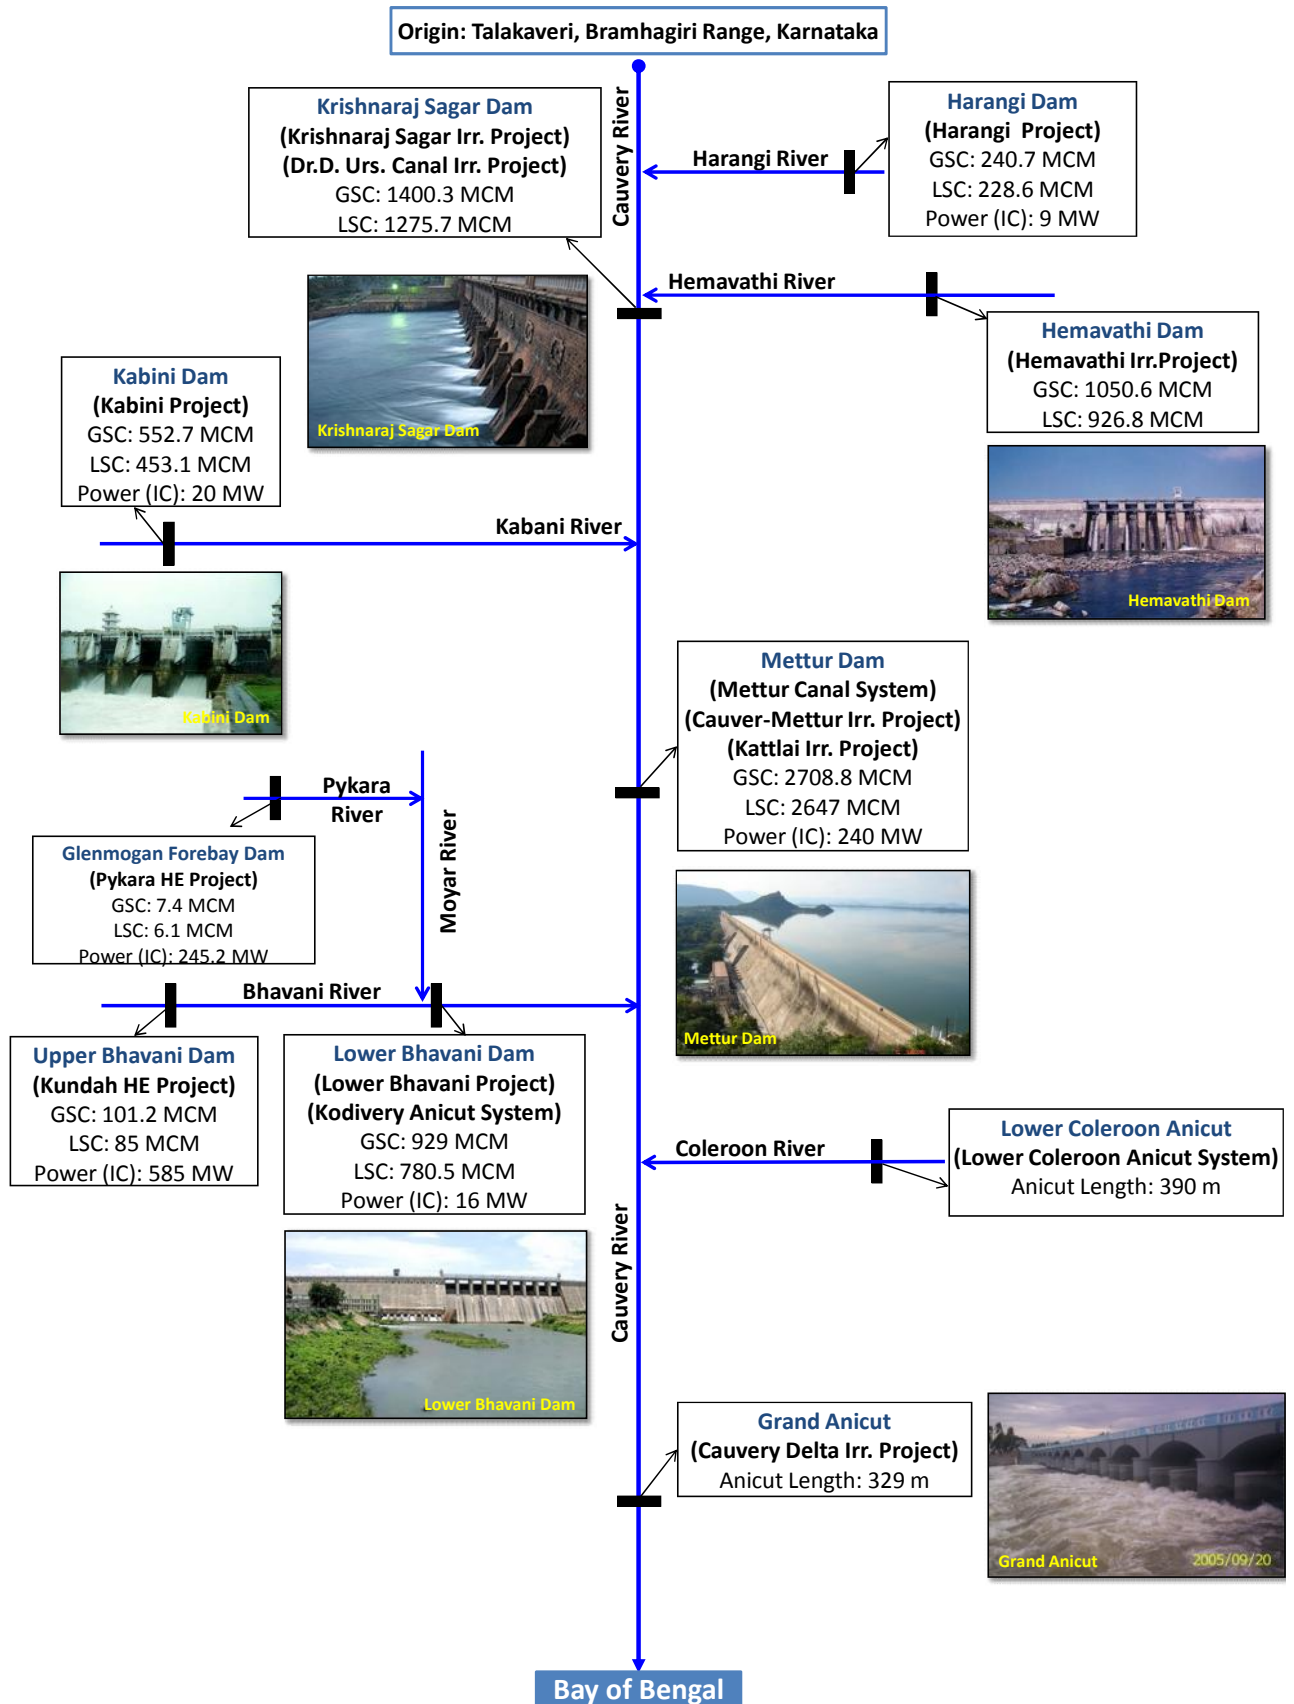 Origin: Talakaveri, Bramhagiri Range, Karnataka
Cauvery River
Krishnaraj Sagar Dam
(Krishnaraj Sagar Irr. Project)
(Dr.D. Urs. Canal Irr. Project)
GSC: 1400.3 MCM
LSC: 1275.7 MCM
Harangi River
Harangi Dam
(Harangi Project)
GSC: 240.7 MCM
LSC: 228.6 MCM
Power (IC): 9 MW
Hemavathi River
Hemavathi Dam
(Hemavathi Irr.Project)
GSC: 1050.6 MCM
LSC: 926.8 MCM
Krishnaraj Sagar Dam
Kabini Dam
(Kabini Project)
GSC: 552.7 MCM
LSC: 453.1 MCM
Power (IC): 20 MW
Kabani River
Hemavathi Dam
Kabini Dam
Mettur Dam
(Mettur Canal System)
(Cauver-Mettur Irr. Project)
(Kattlai Irr. Project)
GSC: 2708.8 MCM
LSC: 2647 MCM
Power (IC): 240 MW
Pykara
River
Moyar River
Glenmogan Forebay Dam
(Pykara HE Project)
GSC: 7.4 MCM
LSC: 6.1 MCM
Power (IC): 245.2 MW
Bhavani River
Mettur Dam
Upper Bhavani Dam
(Kundah HE Project)
GSC: 101.2 MCM
LSC: 85 MCM
Power (IC): 585 MW
Lower Bhavani Dam
(Lower Bhavani Project)
(Kodivery Anicut System)
GSC: 929 MCM
LSC: 780.5 MCM
Power (IC): 16 MW
Coleroon River
Lower Coleroon Anicut
(Lower Coleroon Anicut System)
Anicut Length: 390 m
Cauvery River
Lower Bhavani Dam
Grand Anicut
(Cauvery Delta Irr. Project)
Anicut Length: 329 m
Grand Anicut
2005/09/20
Bay of Bengal